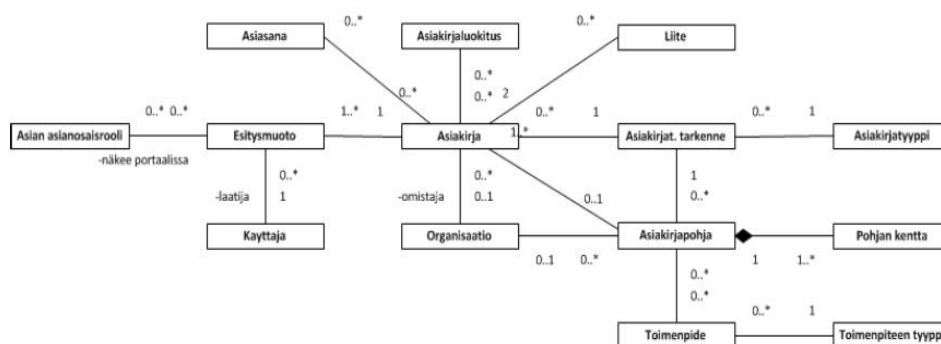 0..* 0..*
Asiasana Asiakirjaluokitus Liite
0..*
0..* 0..* 2
0..* 0..* 1..* 1 0..* 1 0..* 1
Asian asianosaisrooli Esitysmuoto Asiakirja 1..* Asiakirjat. tarkenne Asiakirjatyyppi
-näkee portaalissa
0..* 0..* 1
-laatija 1 -omistaja 0..1 0..1 0..*
Kayttaja Organisaatio Asiakirjapohja Pohjan kentta
0..1 0..* 1 1..*
0..*
0..* 0..* 1
Toimenpide Toimenpiteen tyyppi